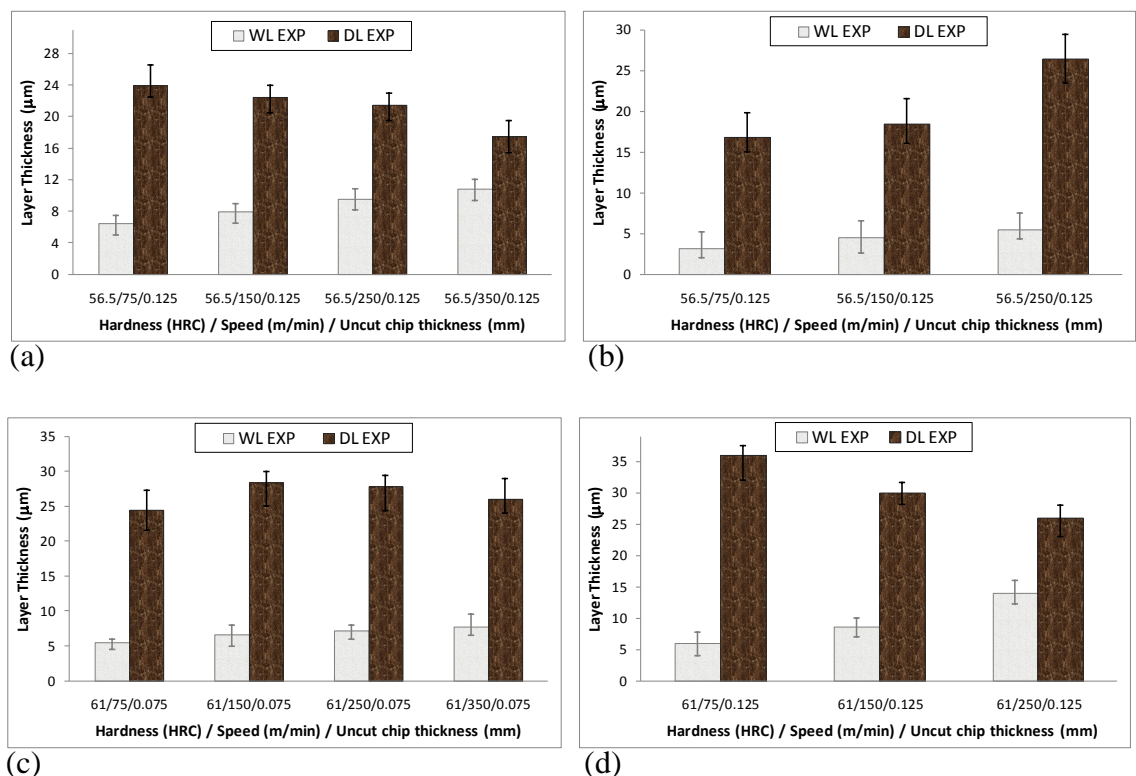 WL EXP DL EXP
Layer Thickness (μm)
28
24
20
16
12
8
4
0
56.5/75/0.125 56.5/150/0.125 56.5/250/0.125 56.5/350/0.125
Hardness (HRC) / Speed (m/min) / Uncut chip thickness (mm)
(a)
WL EXP DL EXP
Layer Thickness (μm)
30
25
20
15
10
5
0
56.5/75/0.125 56.5/150/0.125 56.5/250/0.125
Hardness (HRC) / Speed (m/min) / Uncut chip thickness (mm)
(b)
WL EXP DL EXP
Layer Thickness (μm)
35
30
25
20
15
10
5
0
61/75/0.075 61/150/0.075 61/250/0.075 61/350/0.075
Hardness (HRC) / Speed (m/min) / Uncut chip thickness (mm)
(c)
WL EXP DL EXP
Layer Thickness (μm)
35
30
25
20
15
10
5
0
61/75/0.125 61/150/0.125 61/250/0.125
Hardness (HRC) / Speed (m/min) / Uncut chip thickness (mm)
(d)